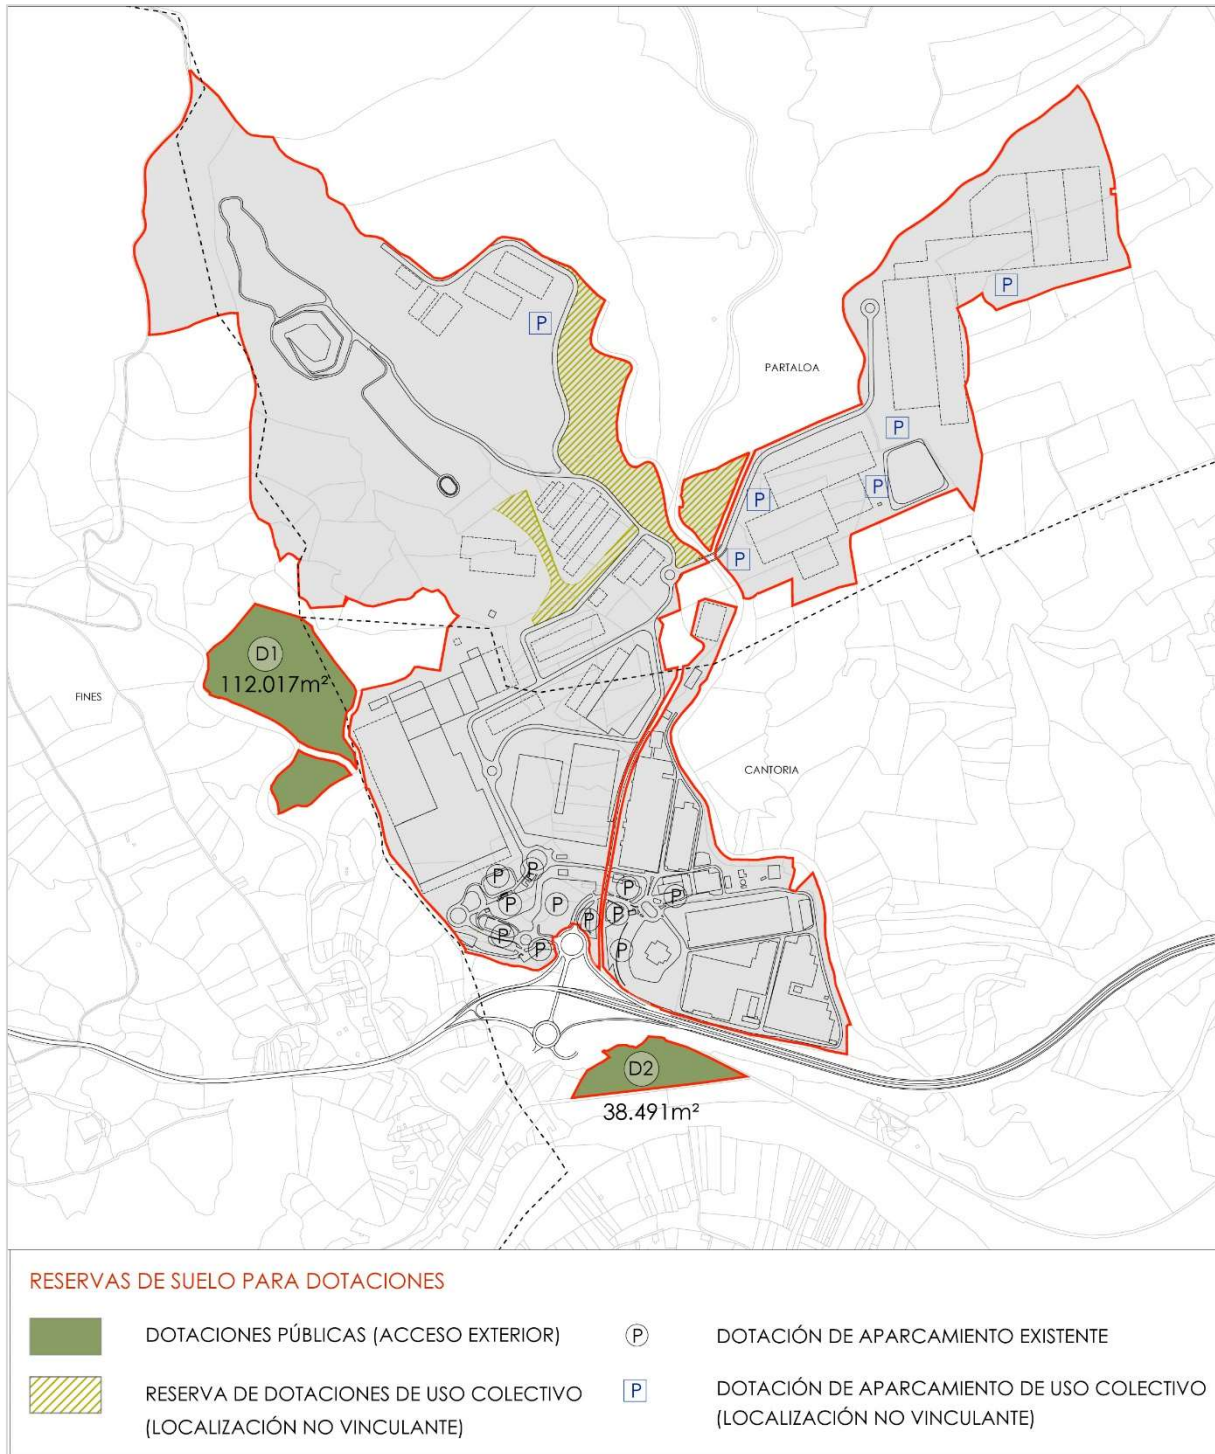 P
P
PARTALOA
P
P
P
P
D1
112.017m²
FINES
CANTORIA
P
P
P
P
P
P
P
P
P
P
P
D2
38.491m²
RESERVAS DE SUELO PARA DOTACIONES
DOTACIONES PÚBLICAS (ACCESO EXTERIOR)
P
DOTACIÓN DE APARCAMIENTO EXISTENTE
RESERVA DE DOTACIONES DE USO COLECTIVO
(LOCALIZACIÓN NO VINCULANTE)
P
DOTACIÓN DE APARCAMIENTO DE USO COLECTIVO
(LOCALIZACIÓN NO VINCULANTE)